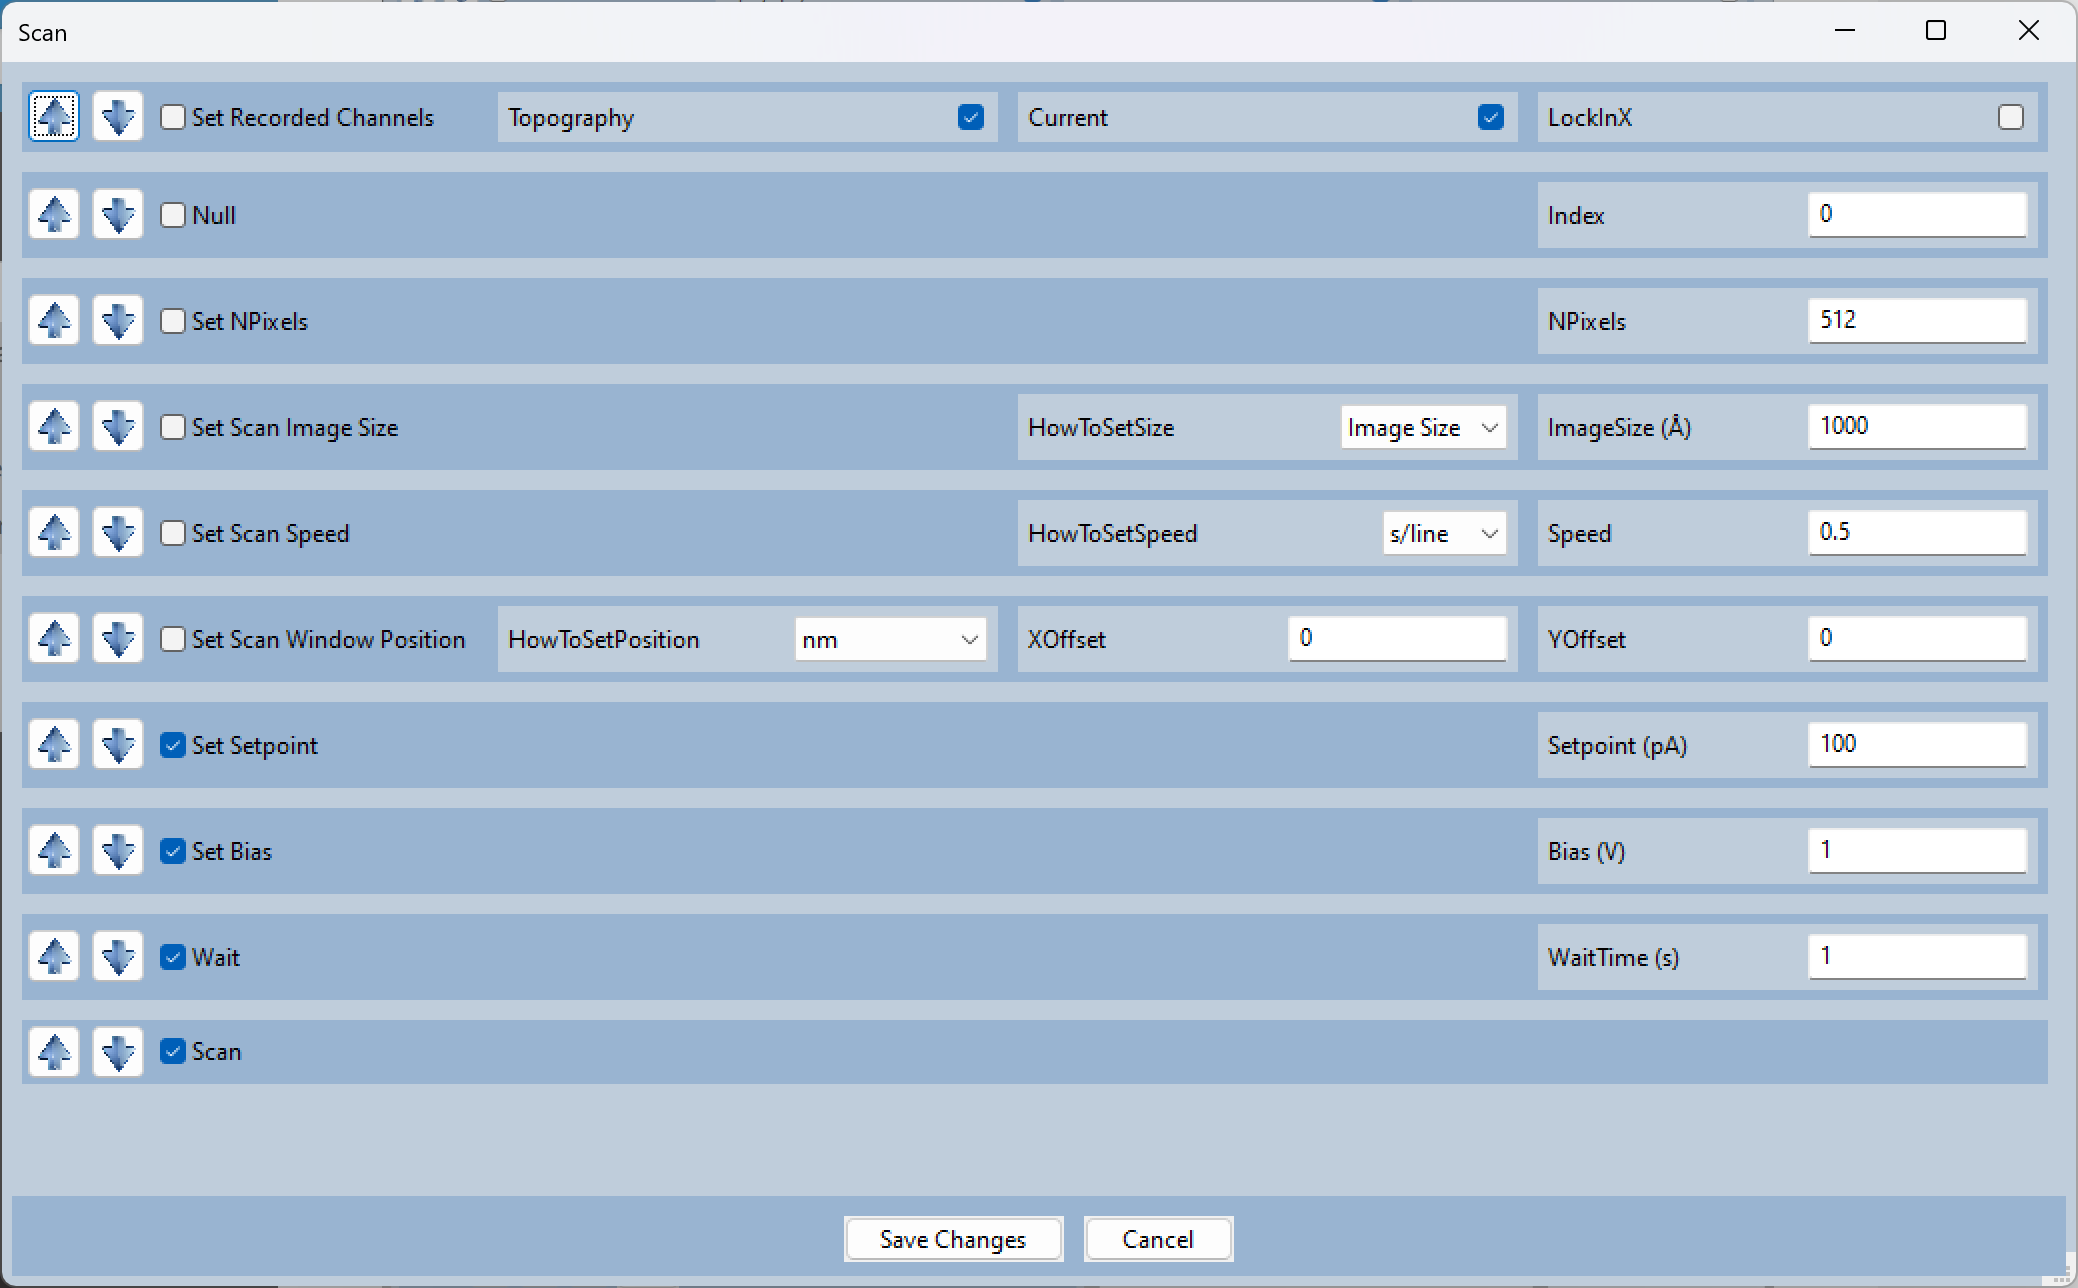 Scan
Set Recorded Channels Topography Current LockInX
Null Index 0
Set NPixels NPixels 512
Set Scan Image Size HowToSetSize Image Size ImageSize (Å) 1000
Set Scan Speed HowToSetSpeed s/line Speed 0.5
Set Scan Window Position HowToSetPosition nm XOffset 0 YOffset 0
Set Setpoint Setpoint (pA) 100
Set Bias Bias (V) 1
Wait WaitTime (s) 1
Scan
Save Changes Cancel